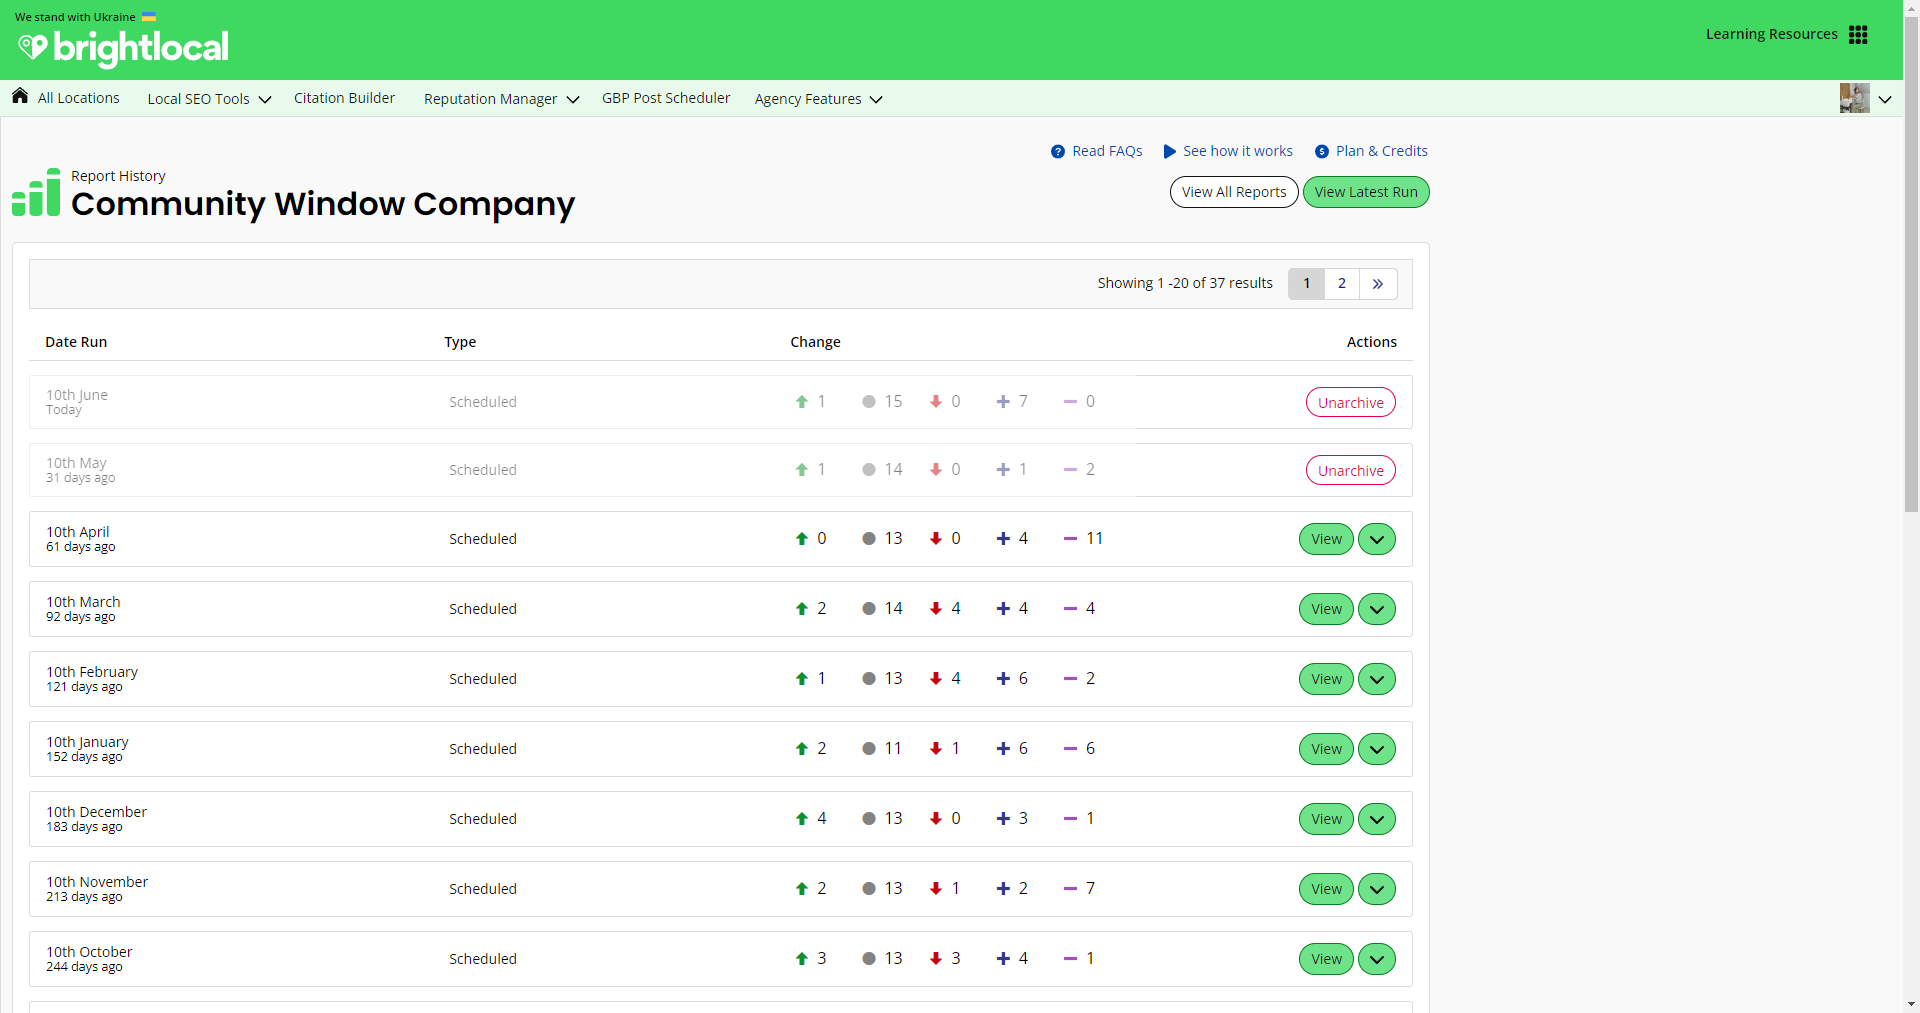 We stand with Ukraine
brightlocal
Learning Resources
All Locations Local SEO Tools Citation Builder Reputation Manager GBP Post Scheduler Agency Features
Read FAQs See how it works Plan & Credits
Report History
Community Window Company
View All Reports View Latest Run
Showing 1 -20 of 37 results 1 2 »
Date Run Type Change Actions
10th June
Today
Scheduled 1 15 0 7 0 Unarchive
10th May
31 days ago
Scheduled 1 14 0 1 2 Unarchive
10th April
61 days ago
Scheduled 0 13 0 4 11 View
10th March
92 days ago
Scheduled 2 14 4 4 4 View
10th February
121 days ago
Scheduled 1 13 4 6 2 View
10th January
152 days ago
Scheduled 2 11 1 6 6 View
10th December
183 days ago
Scheduled 4 13 0 3 1 View
10th November
213 days ago
Scheduled 2 13 1 2 7 View
10th October
244 days ago
Scheduled 3 13 3 4 1 View